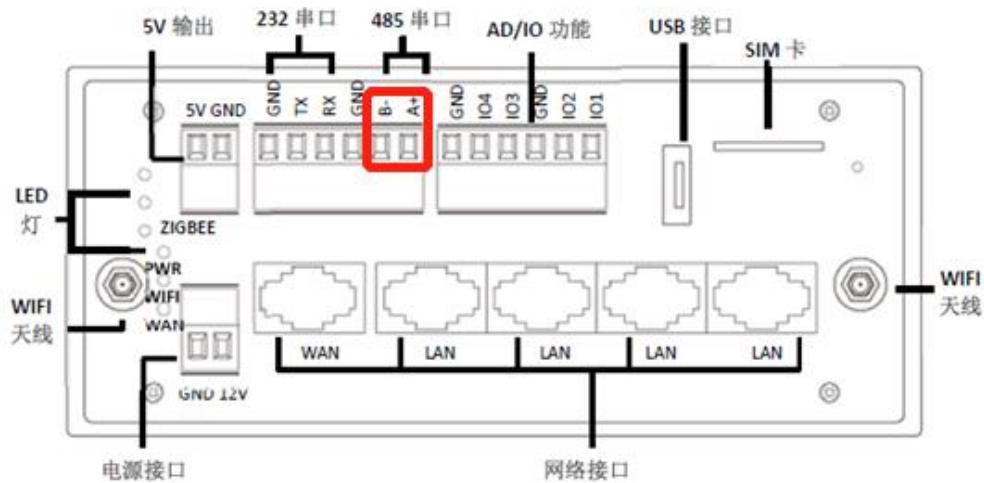 5V 输出
232 串口
485 串口
AD/IO 功能
USB 接口
SIM 卡
5V GND
GND
TX
RX
GND
B-
A+
GND
IO4
IO3
GND
IO2
IO1
LED
灯
ZIGBEE
PWR
WIFI
WAN
WIFI
天线
WIFI
天线
WAN
LAN
LAN
LAN
LAN
GND 12V
电源接口
网络接口